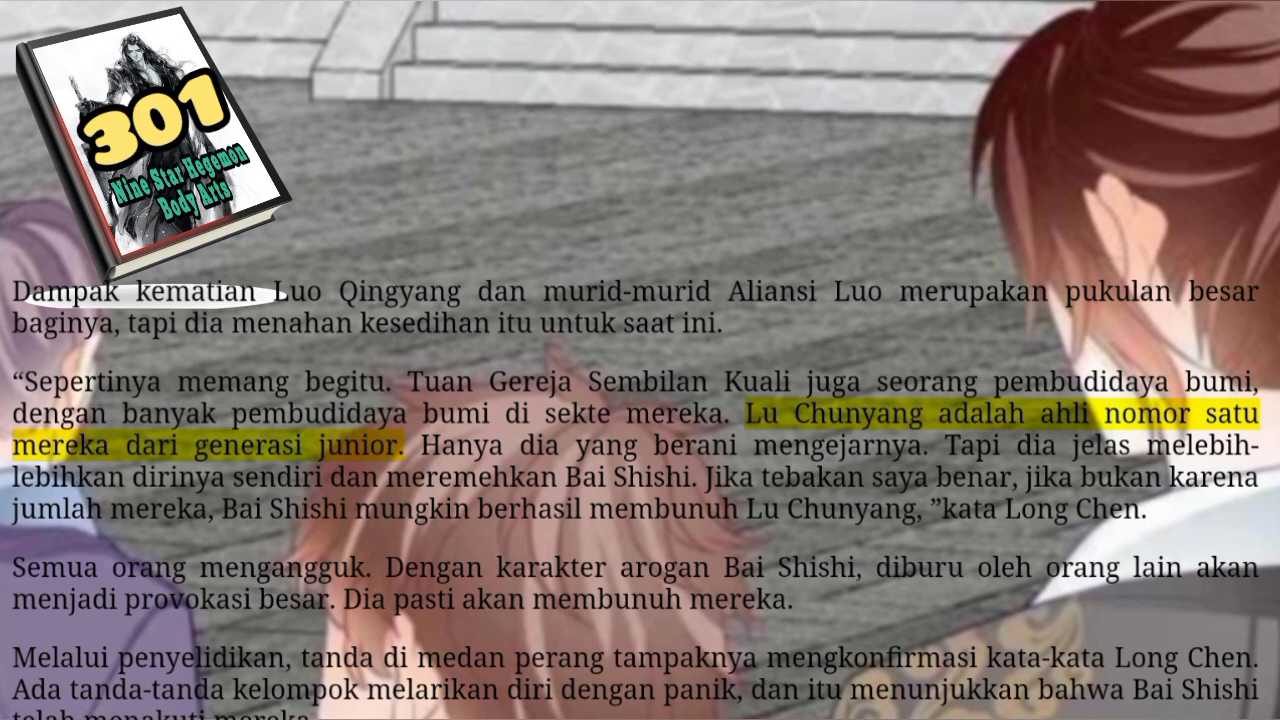 301
Nine Star Hegemon
Body Arts
Dampak kematian Luo Qingyang dan murid-murid Aliansi Luo merupakan pukulan besar
baginya, tapi dia menahan kesedihan itu untuk saat ini.
“Sepertinya memang begitu. Tuan Gereja Sembilan Kuali juga seorang pembudidaya bumi,
dengan banyak pembudidaya bumi di sekte mereka. Lu Chunyang adalah ahli nomor satu
mereka dari generasi junior. Hanya dia yang berani mengejarnya. Tapi dia jelas melebih-
lebihkan dirinya sendiri dan meremehkan Bai Shishi. Jika tebakan saya benar, jika bukan karena
jumlah mereka, Bai Shishi mungkin berhasil membunuh Lu Chunyang, ”kata Long Chen.
Semua orang mengangguk. Dengan karakter arogan Bai Shishi, diburu oleh orang lain akan
menjadi provokasi besar. Dia pasti akan membunuh mereka.
Melalui penyelidikan, tanda di medan perang tampaknya mengkonfirmasi kata-kata Long Chen.
Ada tanda-tanda kelompok melarikan diri dengan panik, dan itu menunjukkan bahwa Bai Shishi
telah menakuti mereka.